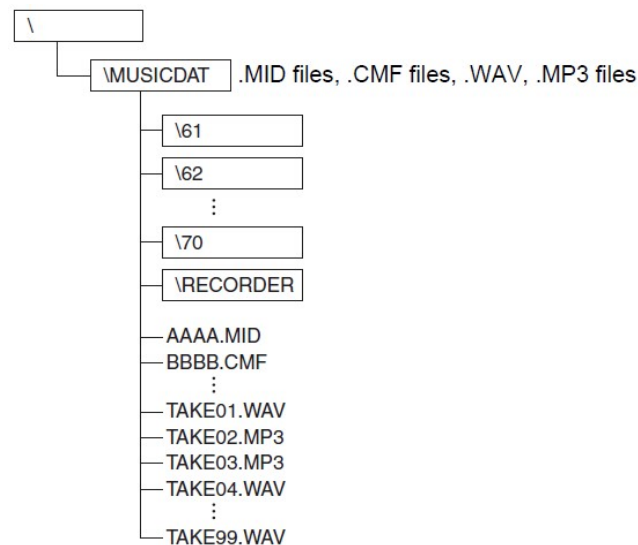 \
\MUSICDAT .MID files, .CMF files, .WAV, .MP3 files
\61
\62
⋮
\70
\RECORDER
AAAA.MID
BBBB.CMF
⋮
TAKE01.WAV
TAKE02.MP3
TAKE03.MP3
TAKE04.WAV
⋮
TAKE99.WAV